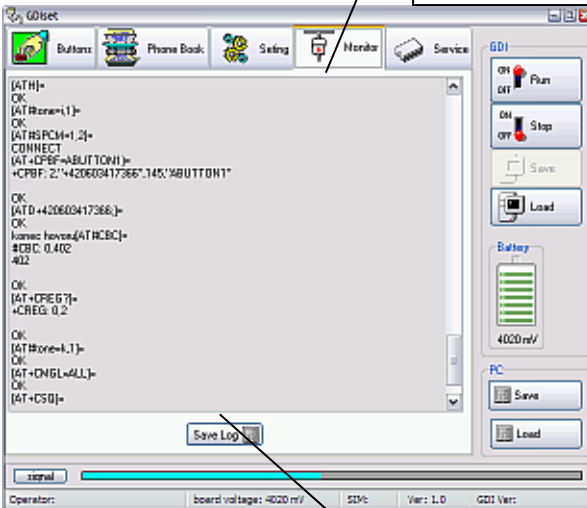 GDIset
Buttons
Phone Book
Seting
Monitor
Service
[ATH]=
OK
[AT#tone=i,1]=
OK
[AT#SPCM=1,2]=
CONNECT
[AT+CPBF=ABUTTON1]=
+CPBF: 2,"+420603417366",145,"ABUTTON1"
OK
[ATD+420603417366;]=
OK
konec hovoru[AT#CBC]=
#CBC: 0,402
402
OK
[AT+CREG?]=
+CREG: 0,2
OK
[AT#tone=k,1]=
OK
[AT+CMGL=ALL]=
OK
[AT+CSQ]=
Save Log
GDI
ON
OFF
Run
ON
OFF
Stop
Save
Load
Battery
4020 mV
PC
Save
Load
signal
Operator:
board voltage: 4020 mV
SIM:
Ver: 1.0
GDI Ver: